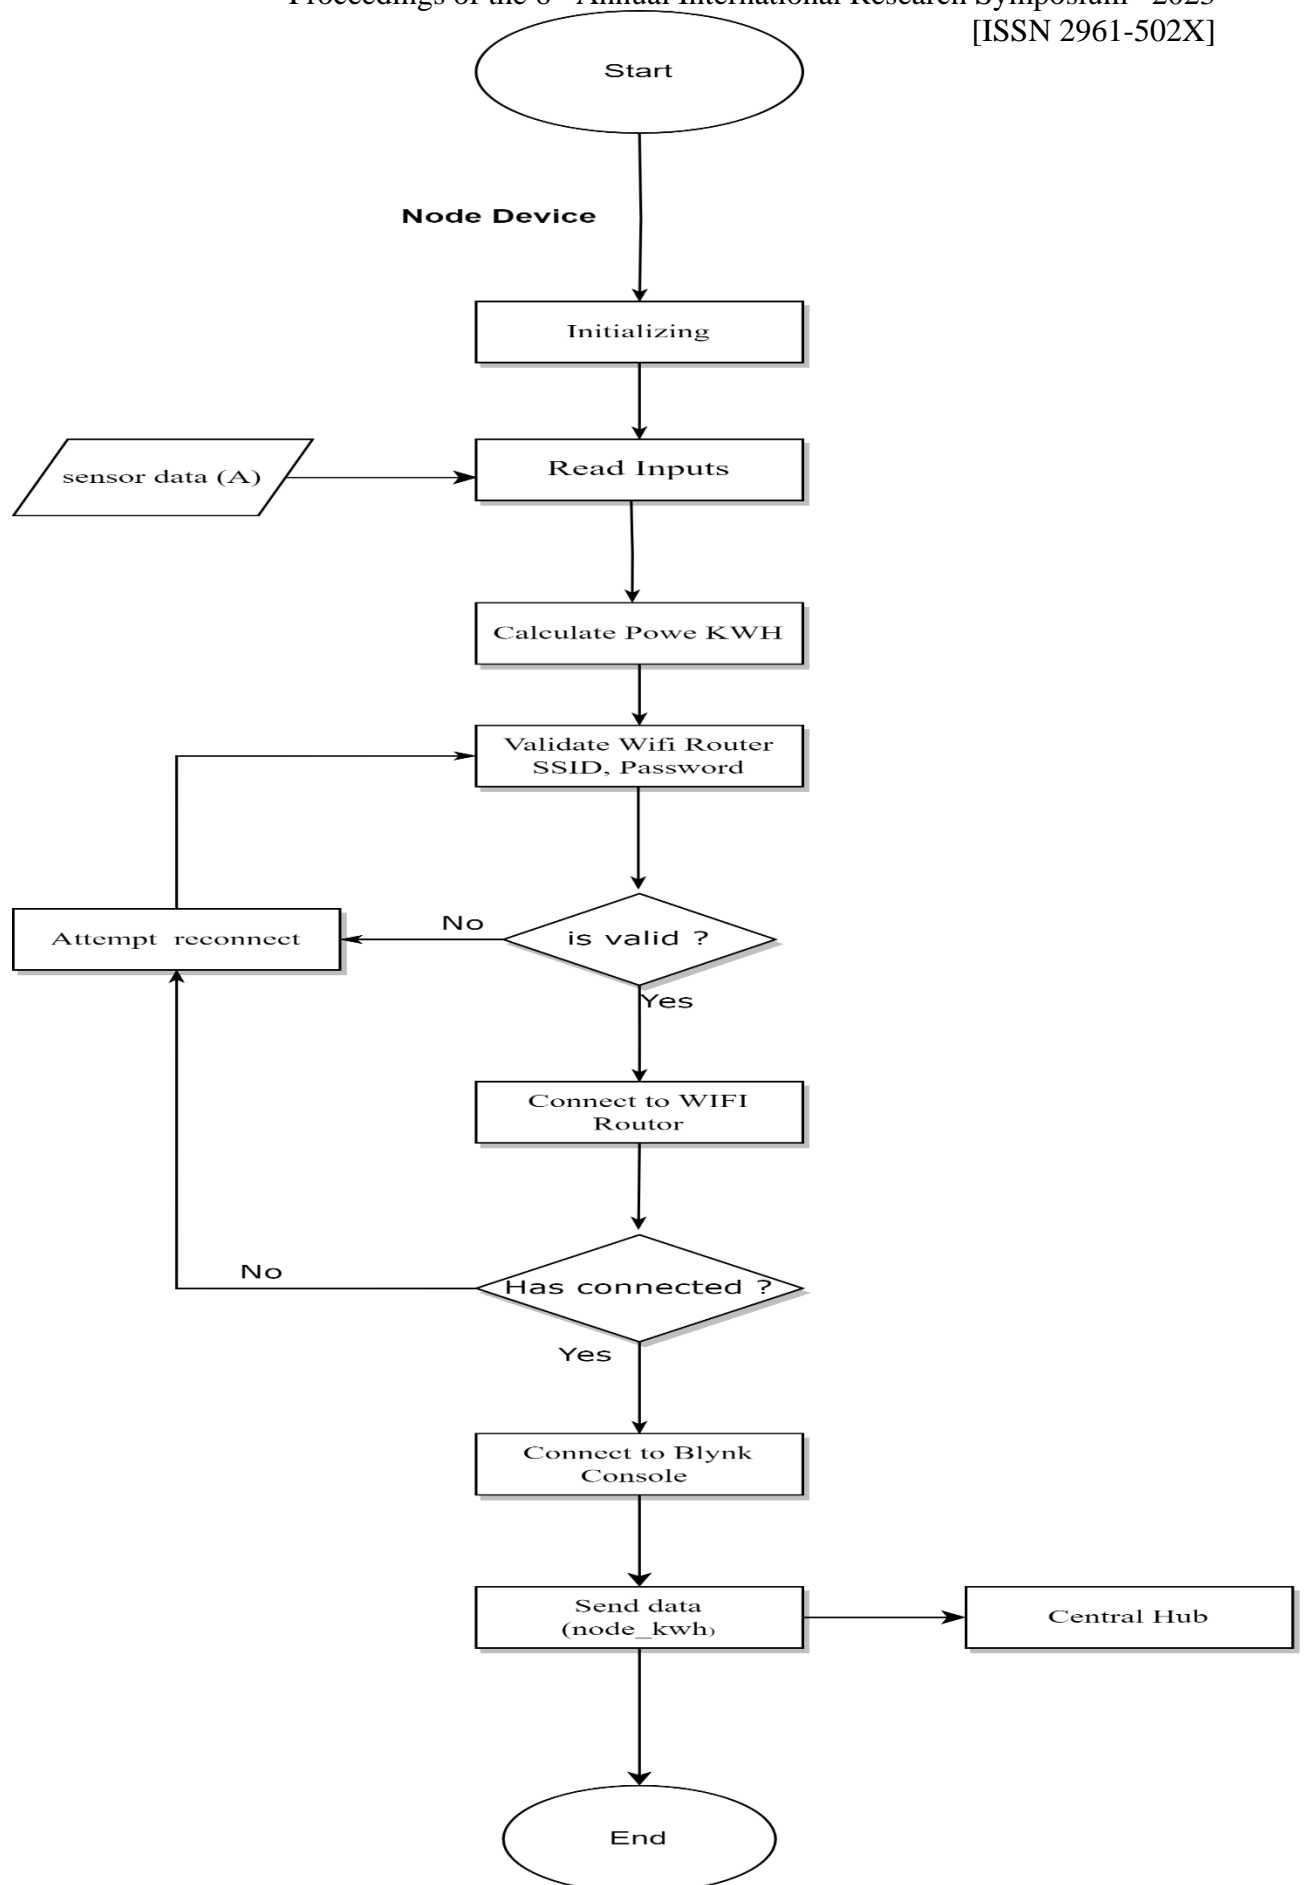 Proceedings of the 8 Annual International Research Symposium 2023
[ISSN 2961-502X]
Start
Node Device
Initializing
sensor data (A)
Read Inputs
Calculate Powe KWH
Validate Wifi Router
SSID, Password
No
Attempt reconnect
is valid ?
Yes
Connect to WIFI
Routor
No
Has connected ?
Yes
Connect to Blynk
Console
Send data
(node_kwh)
Central Hub
End